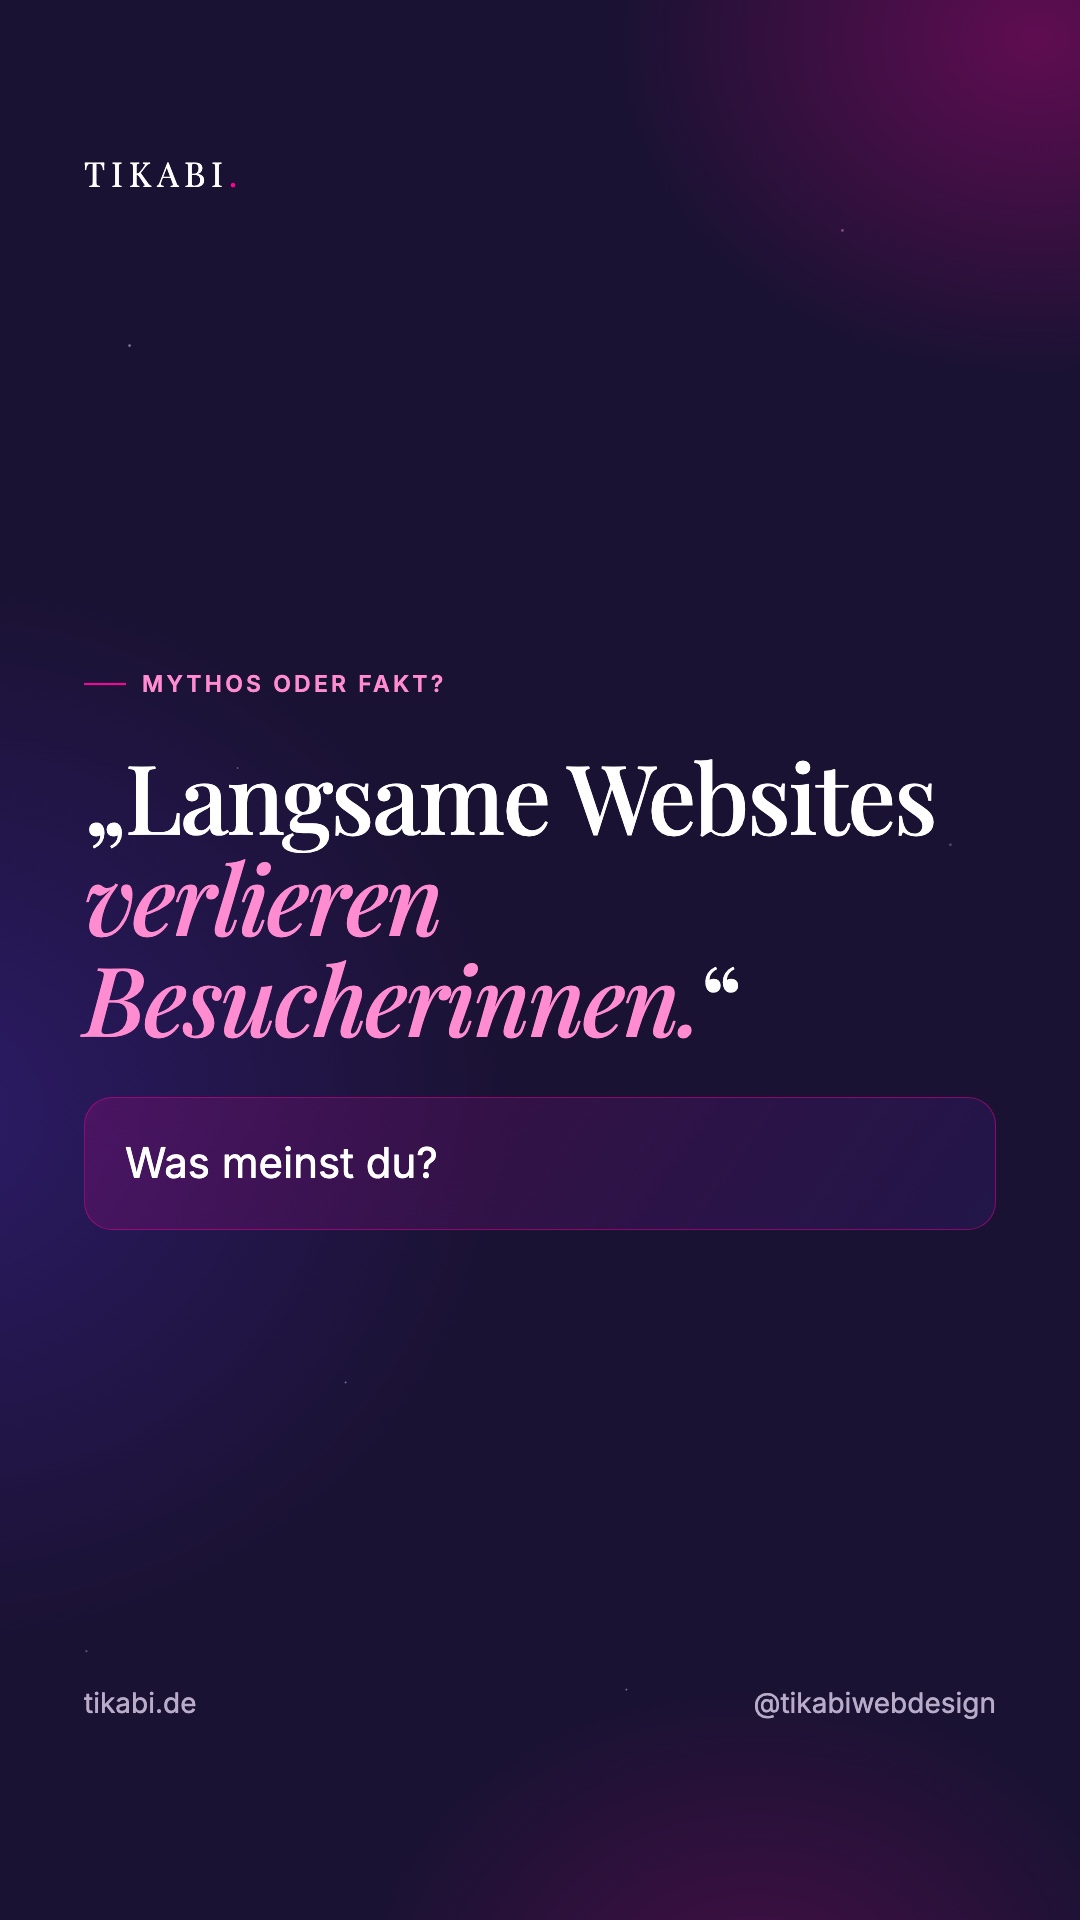 TIKABI.
MYTHOS ODER FAKT?
„Langsame Websites
verlieren
Besucherinnen.“
Was meinst du?
tikabi.de
@tikabiwebdesign